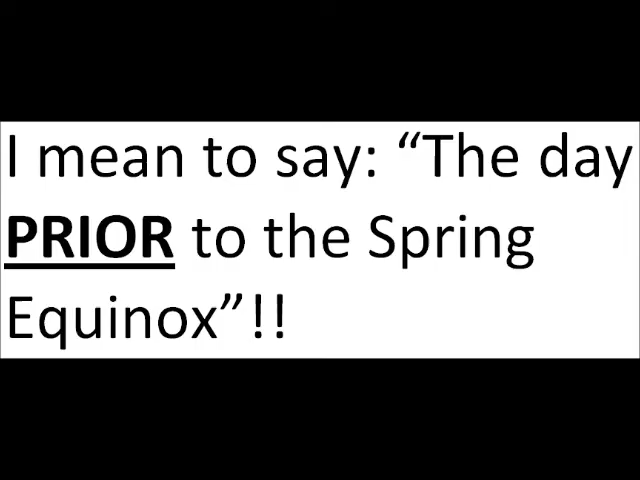 I mean to say: “The day
PRIOR to the Spring
Equinox”!!